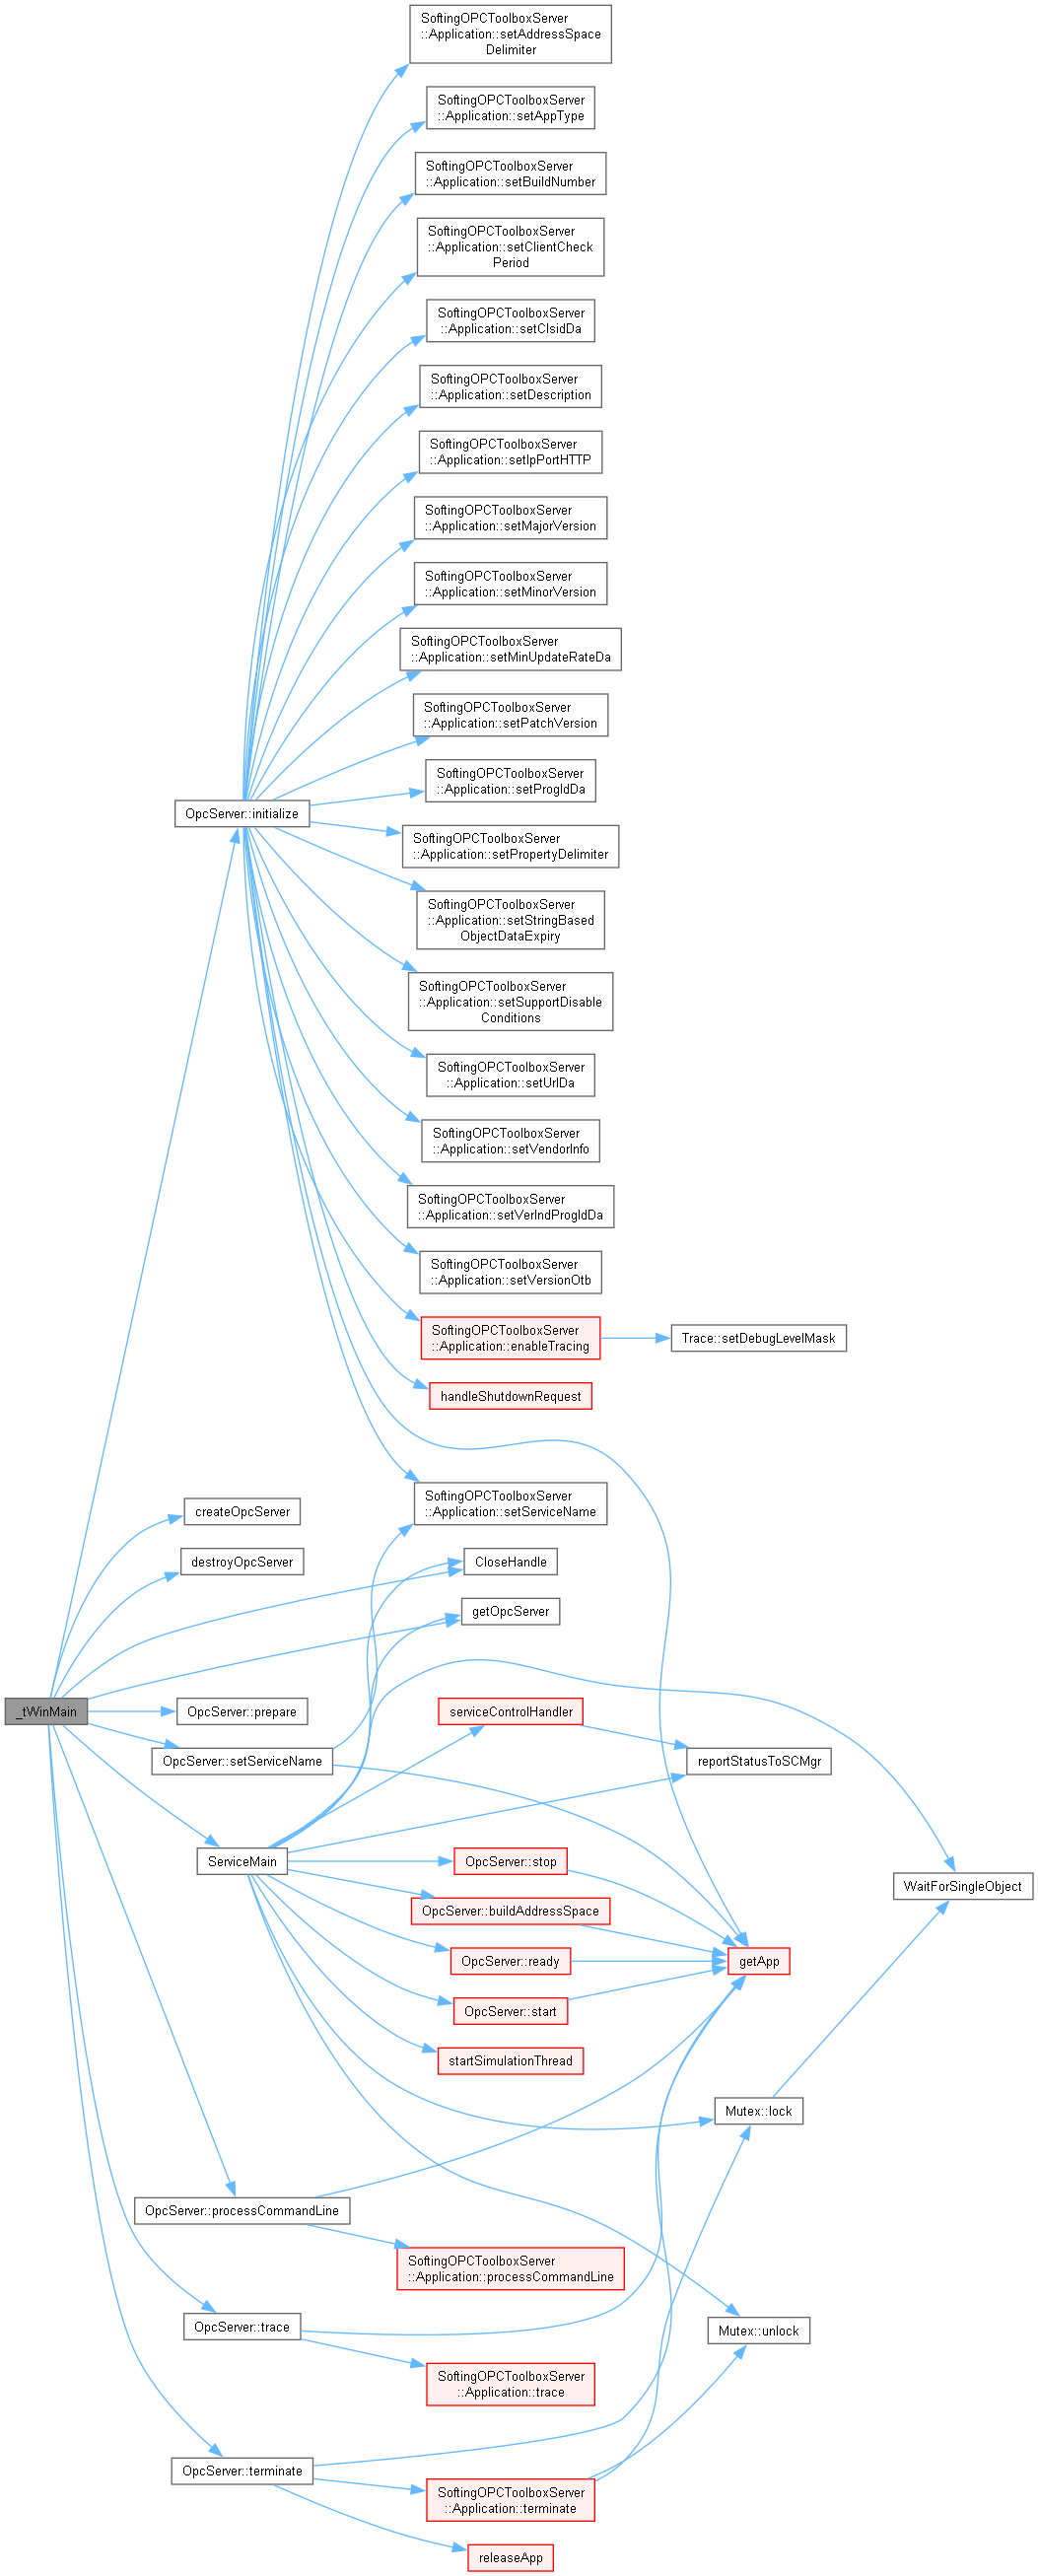 SoftingOPCToolboxServer
::Application::setAddressSpace
Delimiter
SoftingOPCToolboxServer
::Application::setAppType
SoftingOPCToolboxServer
::Application::setBuildNumber
SoftingOPCToolboxServer
::Application::setClientCheck
Period
SoftingOPCToolboxServer
::Application::setClsidDa
SoftingOPCToolboxServer
::Application::setDescription
SoftingOPCToolboxServer
::Application::setIpPortHTTP
SoftingOPCToolboxServer
::Application::setMajorVersion
SoftingOPCToolboxServer
::Application::setMinorVersion
SoftingOPCToolboxServer
::Application::setMinUpdateRateDa
SoftingOPCToolboxServer
::Application::setPatchVersion
SoftingOPCToolboxServer
::Application::setProgIdDa
OpcServer::initialize
SoftingOPCToolboxServer
::Application::setPropertyDelimiter
SoftingOPCToolboxServer
::Application::setStringBased
ObjectDataExpiry
SoftingOPCToolboxServer
::Application::setSupportDisable
Conditions
SoftingOPCToolboxServer
::Application::setUrlDa
SoftingOPCToolboxServer
::Application::setVendorInfo
SoftingOPCToolboxServer
::Application::setVerIndProgIdDa
SoftingOPCToolboxServer
::Application::setVersionOtb
SoftingOPCToolboxServer
::Application::enableTracing
Trace::setDebugLevelMask
handleShutdownRequest
SoftingOPCToolboxServer
::Application::setServiceName
createOpcServer
destroyOpcServer
CloseHandle
getOpcServer
_tWinMain
OpcServer::prepare
serviceControlHandler
OpcServer::setServiceName
reportStatusToSCMgr
ServiceMain
OpcServer::stop
WaitForSingleObject
OpcServer::buildAddressSpace
OpcServer::ready
getApp
OpcServer::start
startSimulationThread
Mutex::lock
OpcServer::processCommandLine
SoftingOPCToolboxServer
::Application::processCommandLine
OpcServer::trace
Mutex::unlock
SoftingOPCToolboxServer
::Application::trace
OpcServer::terminate
SoftingOPCToolboxServer
::Application::terminate
releaseApp